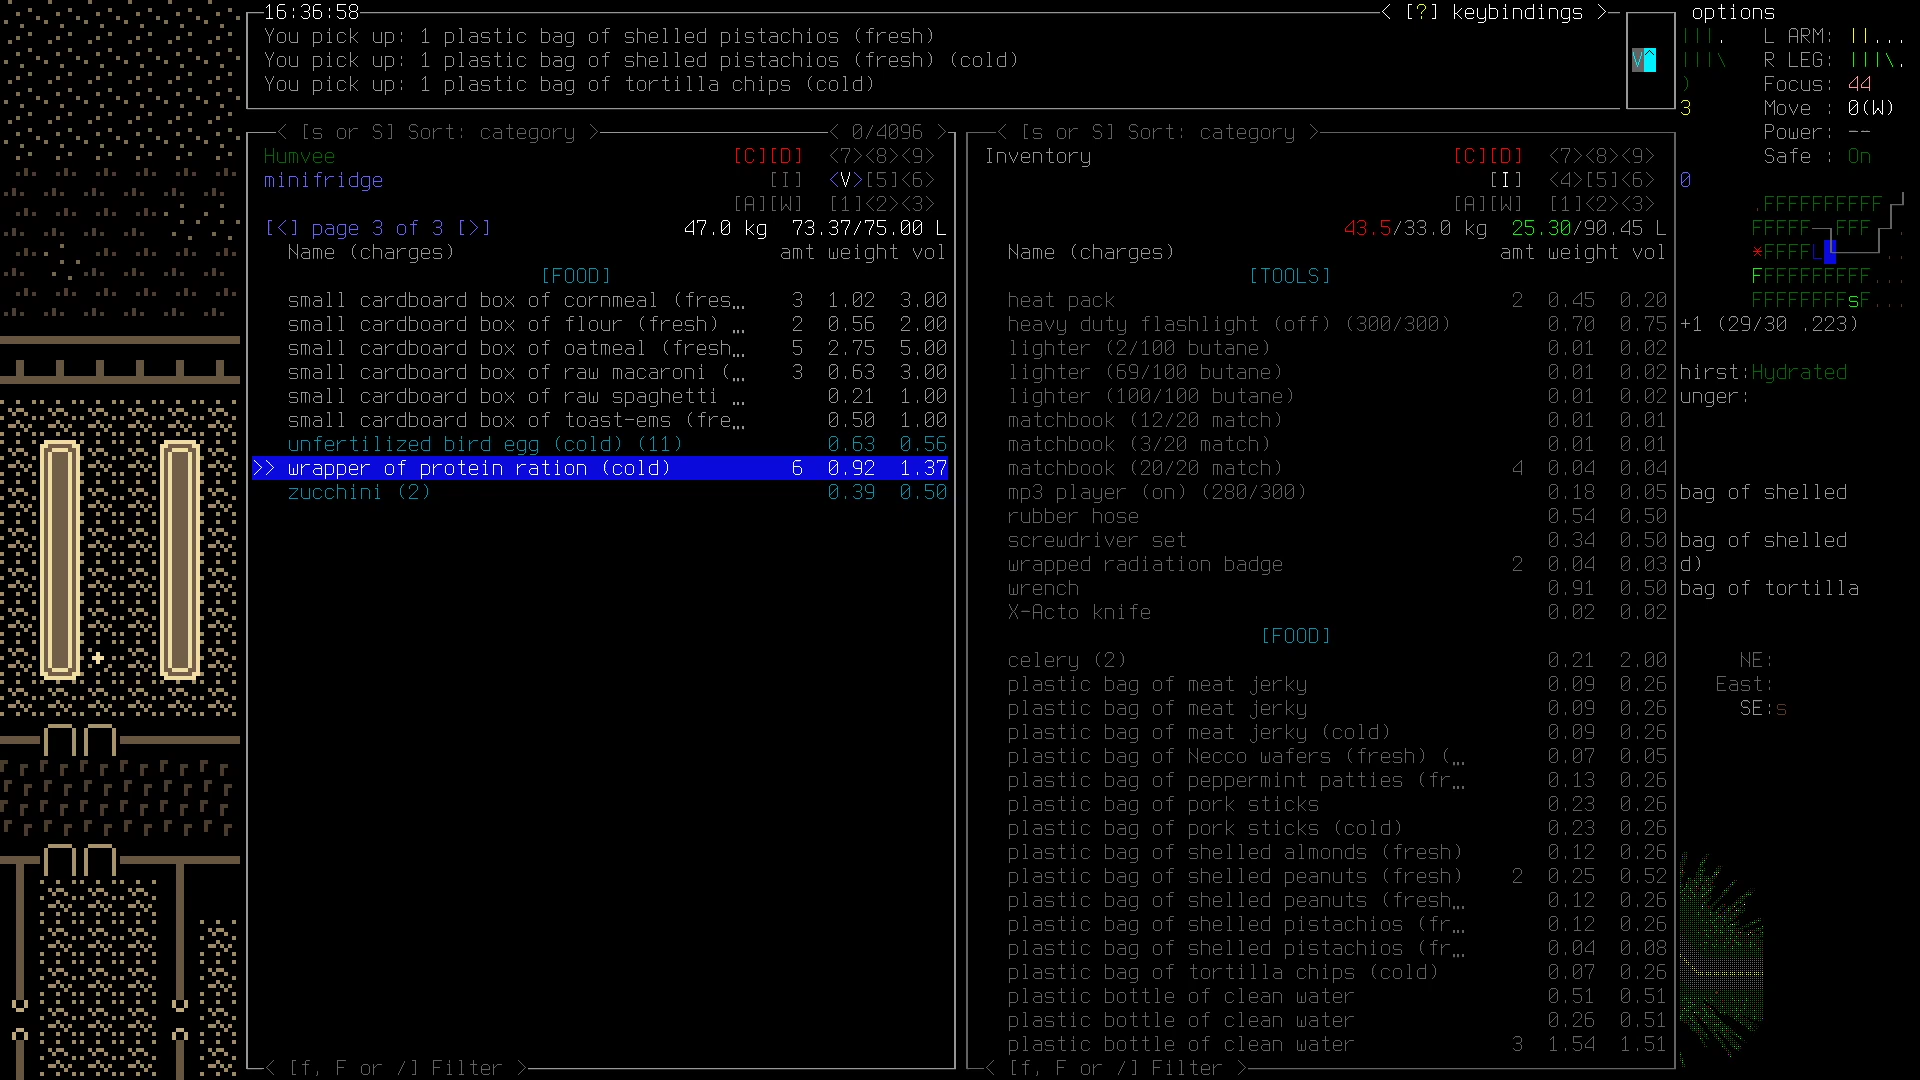 16:36:58 < [?] keybindings > options
You pick up: 1 plastic bag of shelled pistachios (fresh)
You pick up: 1 plastic bag of shelled pistachios (fresh) (cold)
You pick up: 1 plastic bag of tortilla chips (cold)
V^
|||. L ARM: ||...
|||\ R LEG: |||\.
) Focus: 44
3 Move : 0(W)
Power: --
Safe : On
0
< [s or S] Sort: category > < 0/4096 >
Humvee [C][D] <7><8><9>
minifridge [I] <V>[5]<6>
[A][W] [1]<2><3>
[<] page 3 of 3 [>] 47.0 kg 73.37/75.00 L
Name (charges) amt weight vol
[FOOD]
small cardboard box of cornmeal (fres… 3 1.02 3.00
small cardboard box of flour (fresh) … 2 0.56 2.00
small cardboard box of oatmeal (fresh… 5 2.75 5.00
small cardboard box of raw macaroni (… 3 0.63 3.00
small cardboard box of raw spaghetti … 0.21 1.00
small cardboard box of toast-ems (fre… 0.50 1.00
unfertilized bird egg (cold) (11) 0.63 0.56
>> wrapper of protein ration (cold) 6 0.92 1.37
zucchini (2) 0.39 0.50
< [f, F or /] Filter >
< [s or S] Sort: category >
Inventory [C][D] <7><8><9>
[I] <4>[5]<6>
[A][W] [1]<2><3>
43.5/33.0 kg 25.30/90.45 L
Name (charges) amt weight vol
[TOOLS]
heat pack 2 0.45 0.20
heavy duty flashlight (off) (300/300) 0.70 0.75
lighter (2/100 butane) 0.01 0.02
lighter (69/100 butane) 0.01 0.02
lighter (100/100 butane) 0.01 0.02
matchbook (12/20 match) 0.01 0.01
matchbook (3/20 match) 0.01 0.01
matchbook (20/20 match) 4 0.04 0.04
mp3 player (on) (280/300) 0.18 0.05
rubber hose 0.54 0.50
screwdriver set 0.34 0.50
wrapped radiation badge 2 0.04 0.03
wrench 0.91 0.50
X-Acto knife 0.02 0.02
[FOOD]
celery (2) 0.21 2.00
plastic bag of meat jerky 0.09 0.26
plastic bag of meat jerky 0.09 0.26
plastic bag of meat jerky (cold) 0.09 0.26
plastic bag of Necco wafers (fresh) (… 0.07 0.05
plastic bag of peppermint patties (fr… 0.13 0.26
plastic bag of pork sticks 0.23 0.26
plastic bag of pork sticks (cold) 0.23 0.26
plastic bag of shelled almonds (fresh) 0.12 0.26
plastic bag of shelled peanuts (fresh) 2 0.25 0.52
plastic bag of shelled peanuts (fresh… 0.12 0.26
plastic bag of shelled pistachios (fr… 0.12 0.26
plastic bag of shelled pistachios (fr… 0.04 0.08
plastic bag of tortilla chips (cold) 0.07 0.26
plastic bottle of clean water 0.51 0.51
plastic bottle of clean water 0.26 0.51
plastic bottle of clean water 3 1.54 1.51
< [f, F or /] Filter >
.FFFFFFFFFF
FFFFF FFF .
*FFFFL ..
FFFFFFFFFF...
FFFFFFFFsF...
+1 (29/30 .223)
hirst:Hydrated
unger:
bag of shelled
bag of shelled
d)
bag of tortilla
NE:
East:
SE:s